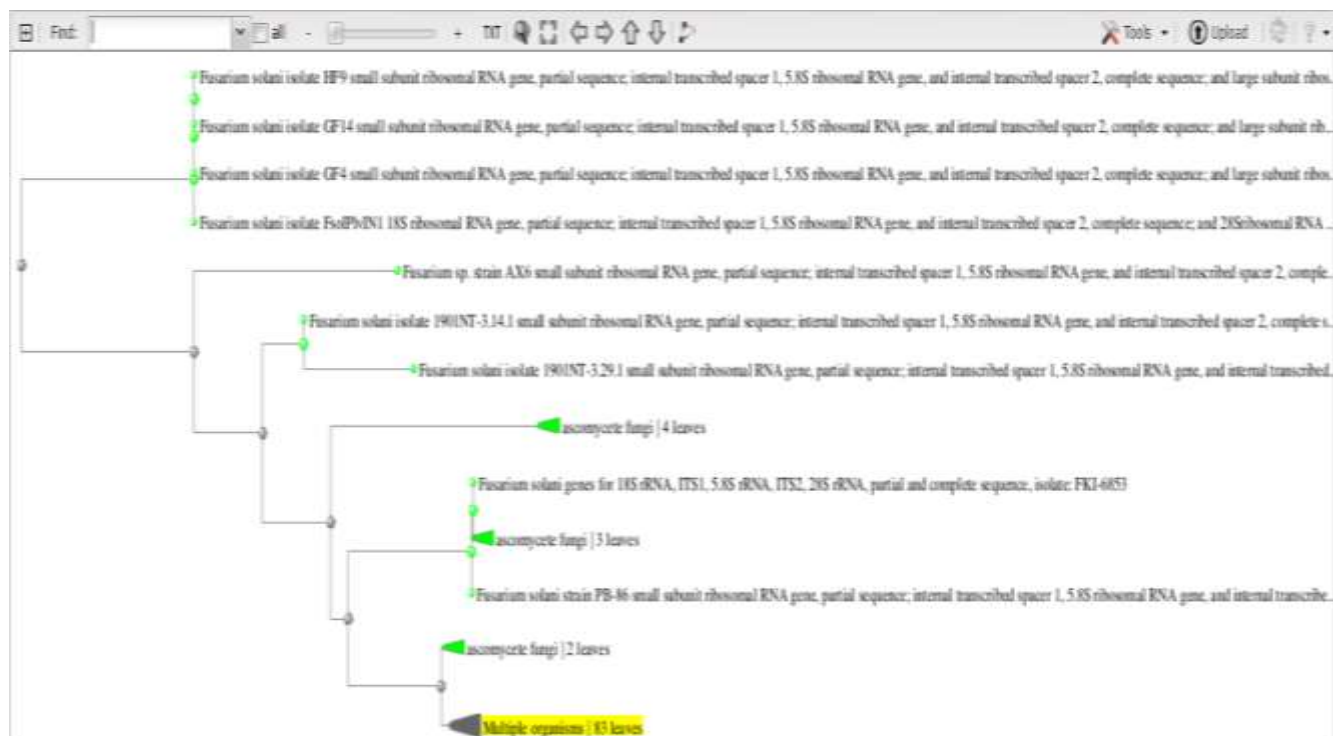 Find: all - + TXT Tools Upload ?
Fusarium solani isolate HF9 small subunit ribosomal RNA gene, partial sequence; internal transcribed spacer 1, 5.8S ribosomal RNA gene, and internal transcribed spacer 2, complete sequence; and large subunit ribos...
Fusarium solani isolate GF14 small subunit ribosomal RNA gene, partial sequence; internal transcribed spacer 1, 5.8S ribosomal RNA gene, and internal transcribed spacer 2, complete sequence; and large subunit rib...
Fusarium solani isolate GF4 small subunit ribosomal RNA gene, partial sequence; internal transcribed spacer 1, 5.8S ribosomal RNA gene, and internal transcribed spacer 2, complete sequence; and large subunit ribos...
Fusarium solani isolate FsolPMN1 18S ribosomal RNA gene, partial sequence; internal transcribed spacer 1, 5.8S ribosomal RNA gene, and internal transcribed spacer 2, complete sequence; and 28Sribosomal RNA ...
Fusarium sp. strain AX6 small subunit ribosomal RNA gene, partial sequence; internal transcribed spacer 1, 5.8S ribosomal RNA gene, and internal transcribed spacer 2, comple...
Fusarium solani isolate 1901NT-3.14.1 small subunit ribosomal RNA gene, partial sequence; internal transcribed spacer 1, 5.8S ribosomal RNA gene, and internal transcribed spacer 2, complete s...
Fusarium solani isolate 1901NT-3.29.1 small subunit ribosomal RNA gene, partial sequence; internal transcribed spacer 1, 5.8S ribosomal RNA gene, and internal transcribed...
ascomycete fungi | 4 leaves
Fusarium solani genes for 18S rRNA, ITS1, 5.8S rRNA, ITS2, 28S rRNA, partial and complete sequence, isolate: FKI-6853
ascomycete fungi | 3 leaves
Fusarium solani strain PB-86 small subunit ribosomal RNA gene, partial sequence; internal transcribed spacer 1, 5.8S ribosomal RNA gene, and internal transcribe...
ascomycete fungi | 2 leaves
Multiple organisms | 83 leaves